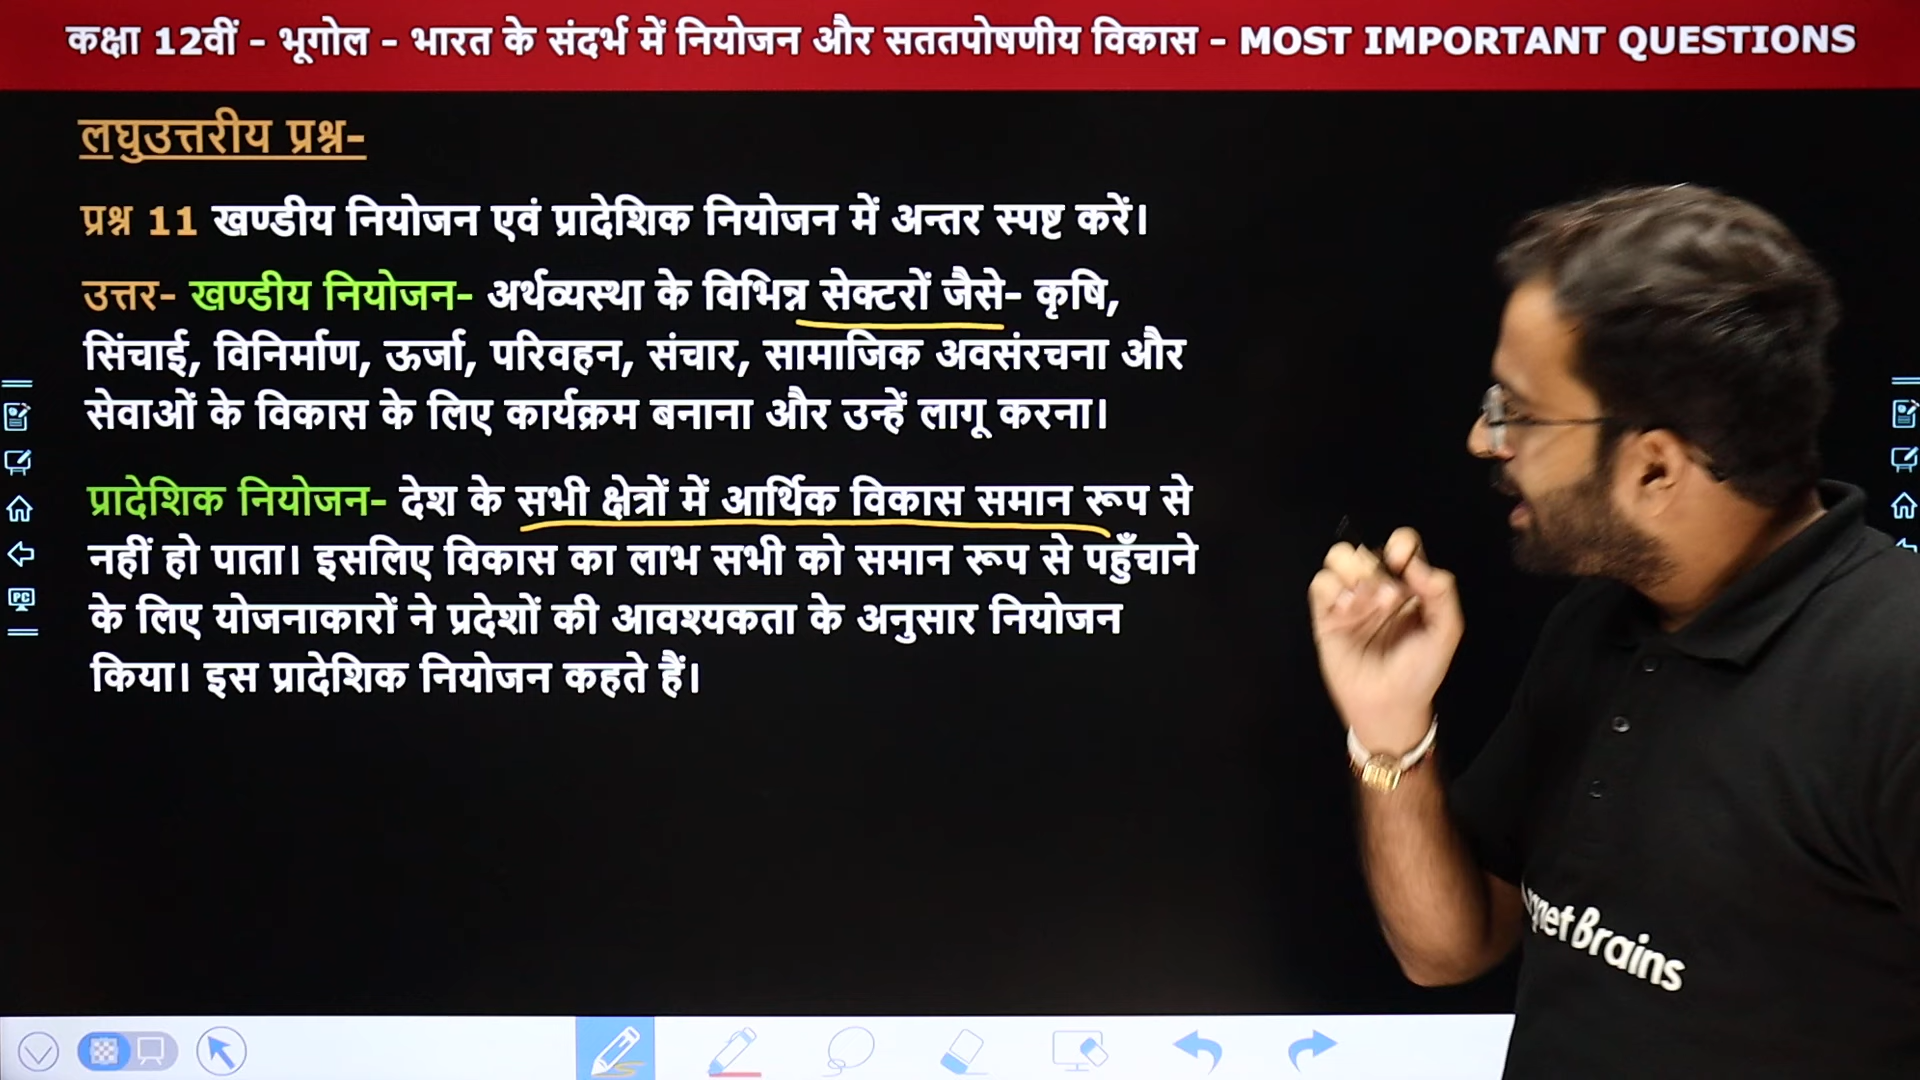 कक्षा 12वीं - भूगोल - भारत के संदर्भ में नियोजन और सततपोषणीय विकास - MOST IMPORTANT QUESTIONS
लघुउत्तरीय प्रश्न-
प्रश्न 11 खण्डीय नियोजन एवं प्रादेशिक नियोजन में अन्तर स्पष्ट करें।
उत्तर- खण्डीय नियोजन- अर्थव्यस्था के विभिन्न सेक्टरों जैसे- कृषि,
सिंचाई, विनिर्माण, ऊर्जा, परिवहन, संचार, सामाजिक अवसंरचना और
सेवाओं के विकास के लिए कार्यक्रम बनाना और उन्हें लागू करना।
प्रादेशिक नियोजन- देश के सभी क्षेत्रों में आर्थिक विकास समान रूप से
नहीं हो पाता। इसलिए विकास का लाभ सभी को समान रूप से पहुँचाने
के लिए योजनाकारों ने प्रदेशों की आवश्यकता के अनुसार नियोजन
किया। इस प्रादेशिक नियोजन कहते हैं।
PC
netBrains